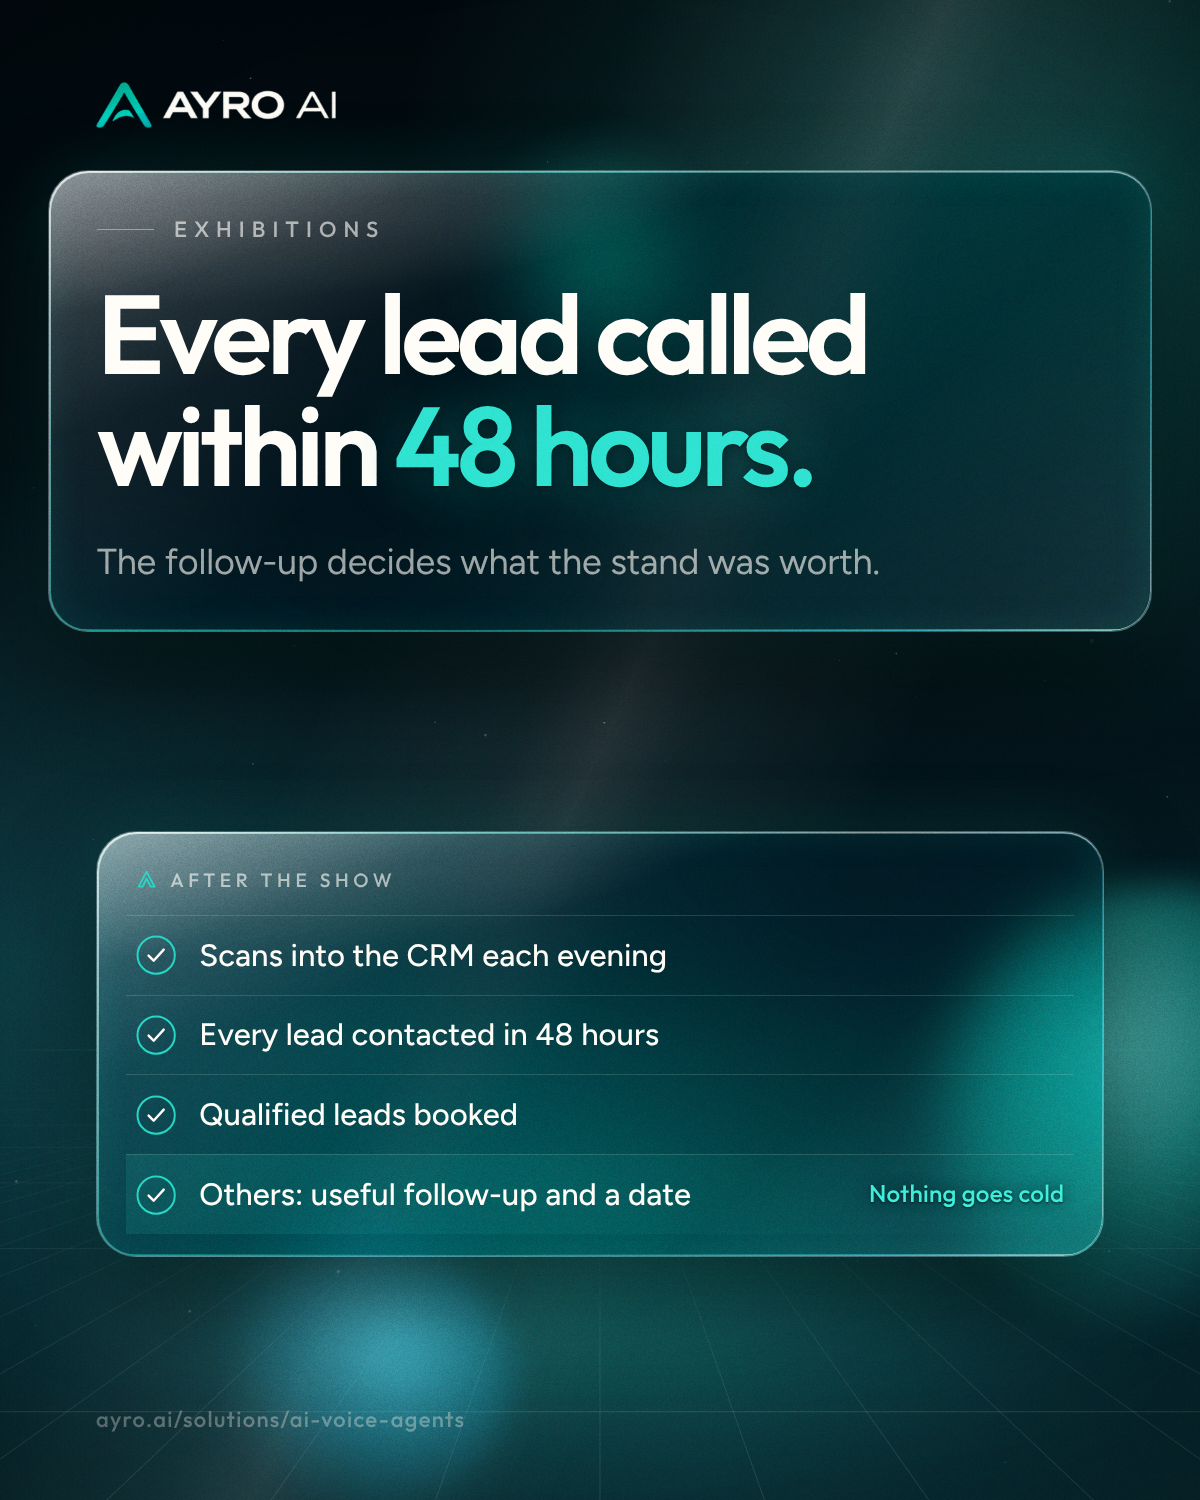 AYRO AI
EXHIBITIONS
Every lead called
within 48 hours.
The follow-up decides what the stand was worth.
AFTER THE SHOW
Scans into the CRM each evening
Every lead contacted in 48 hours
Qualified leads booked
Others: useful follow-up and a date
Nothing goes cold
ayro.ai/solutions/ai-voice-agents